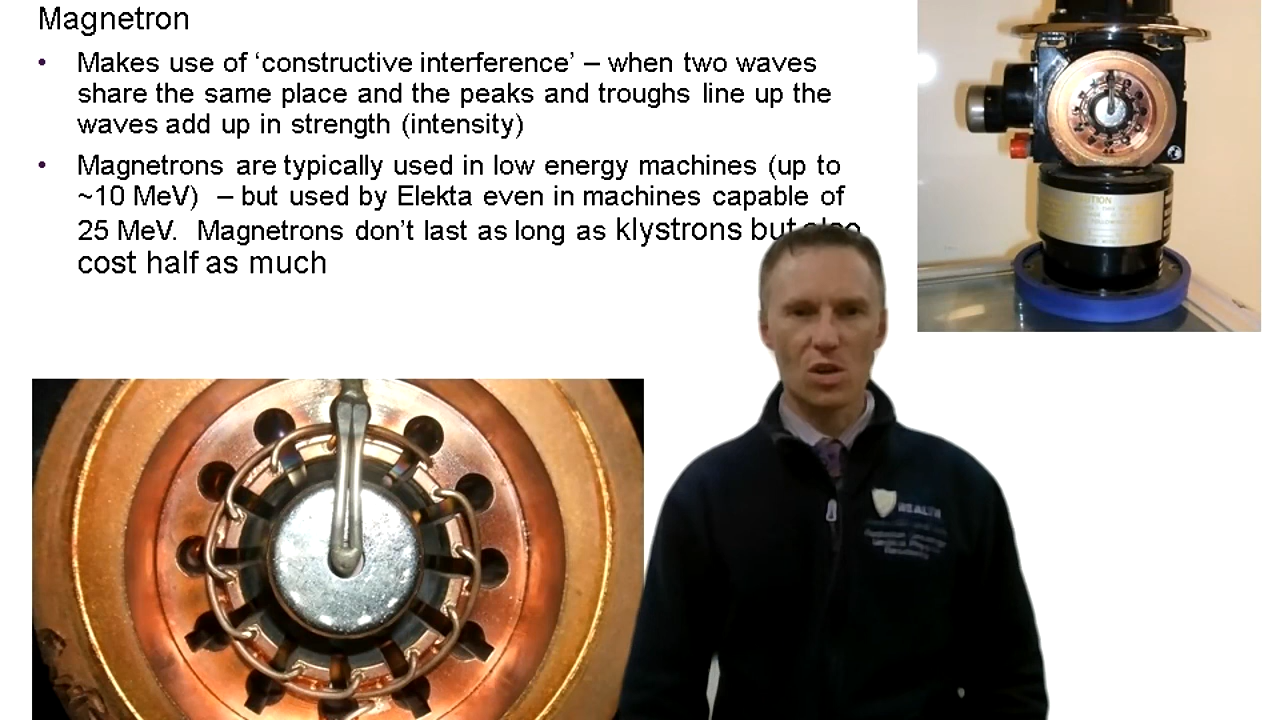 Magnetron
• Makes use of ‘constructive interference’ – when two waves
share the same place and the peaks and troughs line up the
waves add up in strength (intensity)
• Magnetrons are typically used in low energy machines (up to
~10 MeV) – but used by Elekta even in machines capable of
25 MeV. Magnetrons don’t last as long as klystrons but also
cost half as much
HEALTH